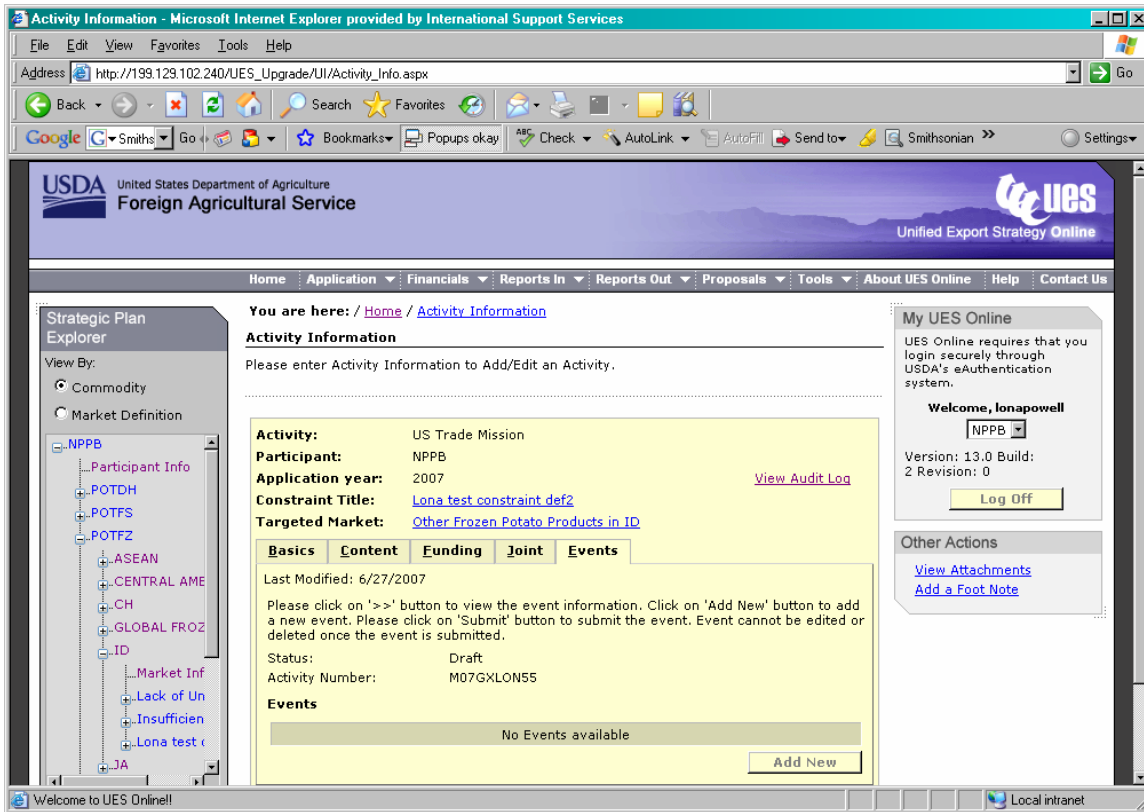 Activity Information - Microsoft Internet Explorer provided by International Support Services
File Edit View Favorites Tools Help
Address http://199.129.102.240/UES_Upgrade/UI/Activity_Info.aspx Go
Back Search Favorites
Google G Smiths Go Bookmarks Popups okay ABC Check AutoLink AutoFill Send to Smithsonian >> Settings
USDA United States Department of Agriculture
Foreign Agricultural Service
ues
Unified Export Strategy Online
Home Application Financials Reports In Reports Out Proposals Tools About UES Online Help Contact Us
Strategic Plan
Explorer
View By:
Commodity
Market Definition
NPPB
Participant Info
POTDH
POTFS
POTFZ
ASEAN
CENTRAL AME
CH
GLOBAL FROZ
ID
Market Inf
Lack of Un
Insufficien
Lona test
JA
You are here: / Home / Activity Information
Activity Information
Please enter Activity Information to Add/Edit an Activity.
Activity: US Trade Mission
Participant: NPPB
Application year: 2007 View Audit Log
Constraint Title: Lona test constraint def2
Targeted Market: Other Frozen Potato Products in ID
Basics Content Funding Joint Events
Last Modified: 6/27/2007
Please click on '>>' button to view the event information. Click on 'Add New' button to add
a new event. Please click on 'Submit' button to submit the event. Event cannot be edited or
deleted once the event is submitted.
Status: Draft
Activity Number: M07GXLON55
Events
No Events available
Add New
My UES Online
UES Online requires that you
login securely through
USDA's eAuthentication
system.
Welcome, lonapowell
NPPB
Version: 13.0 Build:
2 Revision: 0
Log Off
Other Actions
View Attachments
Add a Foot Note
Welcome to UES Online!! Local intranet